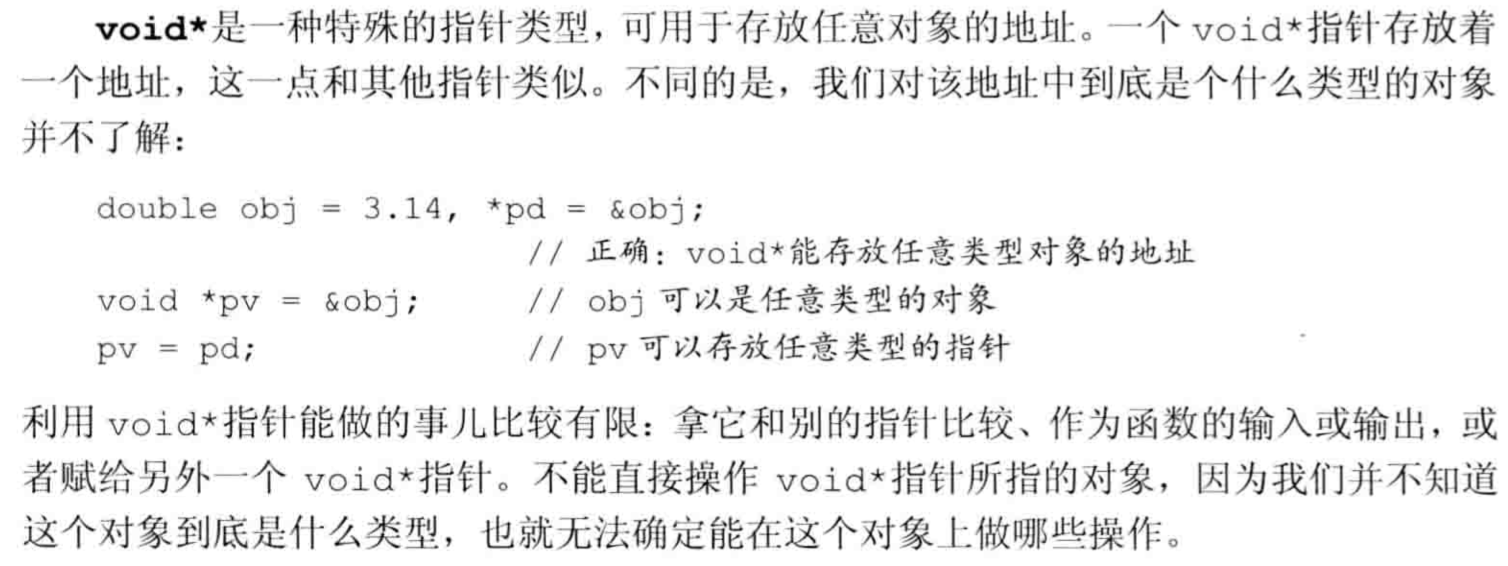 void*是一种特殊的指针类型，可用于存放任意对象的地址。一个 void*指针存放着
一个地址，这一点和其他指针类似。不同的是，我们对该地址中到底是个什么类型的对象
并不了解：
double obj = 3.14, *pd = &obj;
// 正确：void*能存放任意类型对象的地址
void *pv = &obj; // obj 可以是任意类型的对象
pv = pd; // pv 可以存放任意类型的指针
利用 void*指针能做的事儿比较有限：拿它和别的指针比较、作为函数的输入或输出，或
者赋给另外一个 void*指针。不能直接操作 void*指针所指的对象，因为我们并不知道
这个对象到底是什么类型，也就无法确定能在这个对象上做哪些操作。